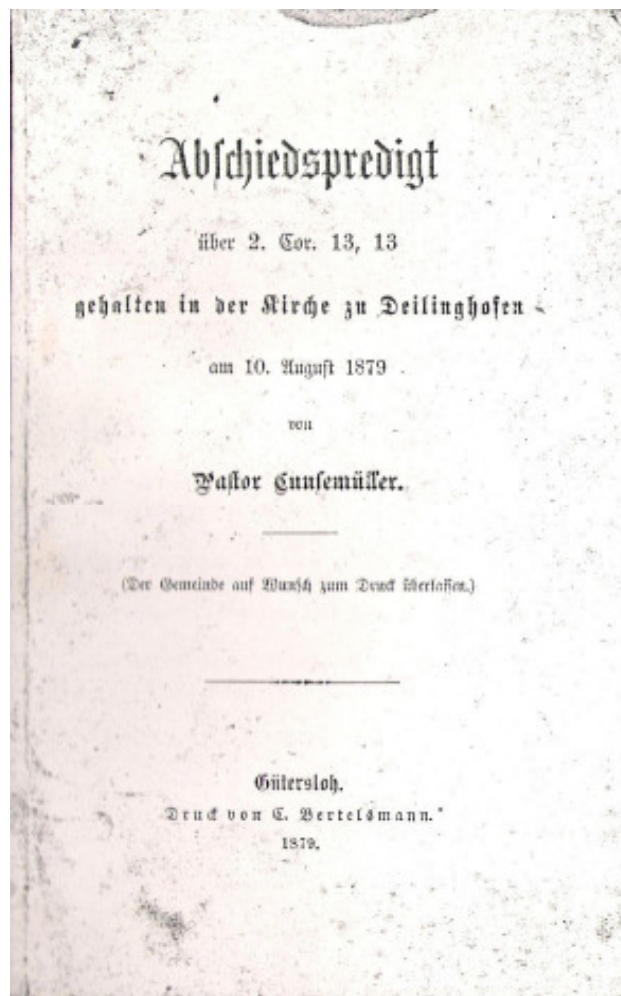 Abschiedspredigt
über 2. Cor. 13, 13
gehalten in der Kirche zu Deilinghofen
am 10. August 1879
von
Pastor Cunsemüller.
(Der Gemeinde auf Wunsch zum Druck überlassen.)
Gütersloh.
Druck von C. Bertelsmann.
1879.